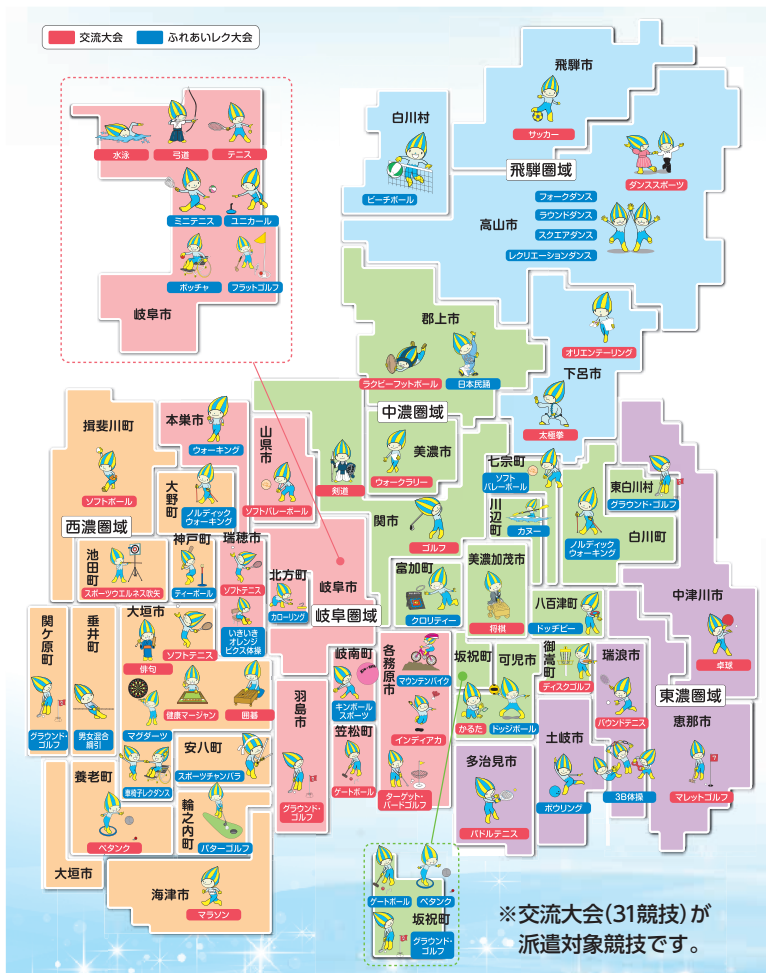 交流大会
ふれあいレク大会
飛騨市
サッカー
白川村
ビーチボール
飛騨圏域
ダンススポーツ
高山市
フォークダンス
ラウンドダンス
スクエアダンス
レクリエーションダンス
水泳
弓道
テニス
ミニテニス
ユニカール
ボッチャ
フラットゴルフ
岐阜市
郡上市
ラグビーフットボール
日本民踊
オリエンテーリング
下呂市
太極拳
中濃圏域
揖斐川町
ソフトボール
本巣市
ウォーキング
山県市
ソフトバレーボール
剣道
美濃市
ウォークラリー
七宗町
ソフト
バレーボール
東白川村
グラウンド・ゴルフ
大野町
ノルディック
ウォーキング
西濃圏域
関市
ゴルフ
川辺町
カヌー
ノルディック
ウォーキング
白川町
池田町
スポーツウエルネス吹矢
神戸町
ティーボール
瑞穂市
ソフトテニス
いきいき
オレンジ
ビクス体操
北方町
カローリング
岐阜市
岐阜圏域
富加町
クロリティー
美濃加茂市
将棋
八百津町
ドッチビー
中津川市
卓球
関ケ原町
グラウンド・
ゴルフ
垂井町
男女混合
綱引
大垣市
俳句
ソフトテニス
マグダーツ
健康マージャン
囲碁
車椅子レクダンス
岐南町
キンボール
スポーツ
各務原市
マウンテンバイク
インディアカ
ターゲット・
バードゴルフ
坂祝町
かるた
可児市
ドッジボール
御嵩町
ディスクゴルフ
瑞浪市
バウンドテニス
東濃圏域
恵那市
マレットゴルフ
羽島市
グラウンド・
ゴルフ
笠松町
ゲートボール
安八町
スポーツチャンバラ
土岐市
ボウリング
3B体操
多治見市
パドルテニス
養老町
ペタンク
輪之内町
パターゴルフ
大垣市
海津市
マラソン
ゲートボール
ペタンク
坂祝町
グラウンド・
ゴルフ
※交流大会(31競技)が
派遣対象競技です。